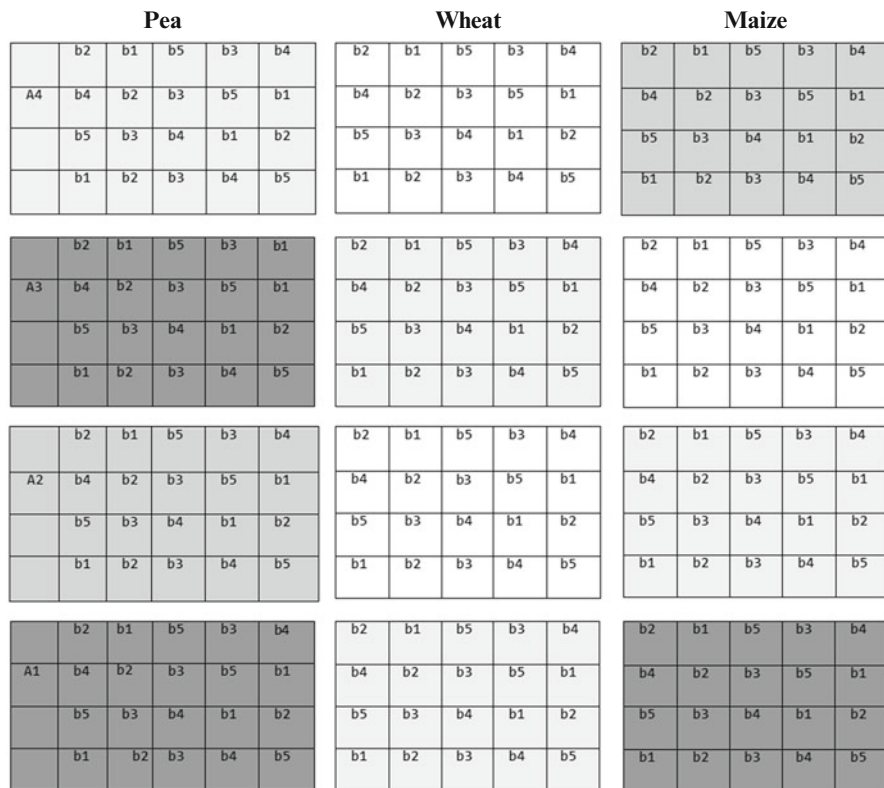 Pea Wheat Maize
b2 b1 b5 b3 b4 b2 b1 b5 b3 b4 b2 b1 b5 b3 b4
A4 b4 b2 b3 b5 b1 b4 b2 b3 b5 b1 b4 b2 b3 b5 b1
b5 b3 b4 b1 b2 b5 b3 b4 b1 b2 b5 b3 b4 b1 b2
b1 b2 b3 b4 b5 b1 b2 b3 b4 b5 b1 b2 b3 b4 b5
b2 b1 b5 b3 b1 b2 b1 b5 b3 b4 b2 b1 b5 b3 b4
A3 b4 b2 b3 b5 b1 b4 b2 b3 b5 b1 b4 b2 b3 b5 b1
b5 b3 b4 b1 b2 b5 b3 b4 b1 b2 b5 b3 b4 b1 b2
b1 b2 b3 b4 b5 b1 b2 b3 b4 b5 b1 b2 b3 b4 b5
b2 b1 b5 b3 b4 b2 b1 b5 b3 b4 b2 b1 b5 b3 b4
A2 b4 b2 b3 b5 b1 b4 b2 b3 b5 b1 b4 b2 b3 b5 b1
b5 b3 b4 b1 b2 b5 b3 b4 b1 b2 b5 b3 b4 b1 b2
b1 b2 b3 b4 b5 b1 b2 b3 b4 b5 b1 b2 b3 b4 b5
b2 b1 b5 b3 b4 b2 b1 b5 b3 b4 b2 b1 b5 b3 b4
A1 b4 b2 b3 b5 b1 b4 b2 b3 b5 b1 b4 b2 b3 b5 b1
b5 b3 b4 b1 b2 b5 b3 b4 b1 b2 b5 b3 b4 b1 b2
b1 b2 b3 b4 b5 b1 b2 b3 b4 b5 b1 b2 b3 b4 b5